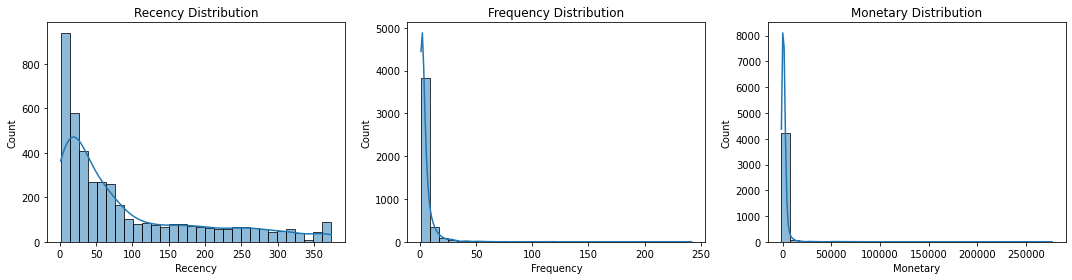 Recency Distribution
Count
800
600
400
200
0
0 50 100 150 200 250 300 350
Recency
Frequency Distribution
Count
5000
4000
3000
2000
1000
0
0 50 100 150 200 250
Frequency
Monetary Distribution
Count
8000
7000
6000
5000
4000
3000
2000
1000
0
0 50000 100000 150000 200000 250000
Monetary